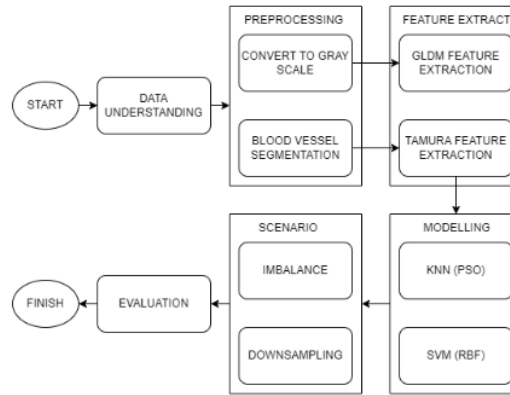 PREPROCESSING
FEATURE EXTRACT
CONVERT TO GRAY
SCALE
GLDM FEATURE
EXTRACTION
START
DATA
UNDERSTANDING
BLOOD VESSEL
SEGMENTATION
TAMURA FEATURE
EXTRACTION
SCENARIO
MODELLING
IMBALANCE
KNN (PSO)
FINISH
EVALUATION
DOWNSAMPLING
SVM (RBF)